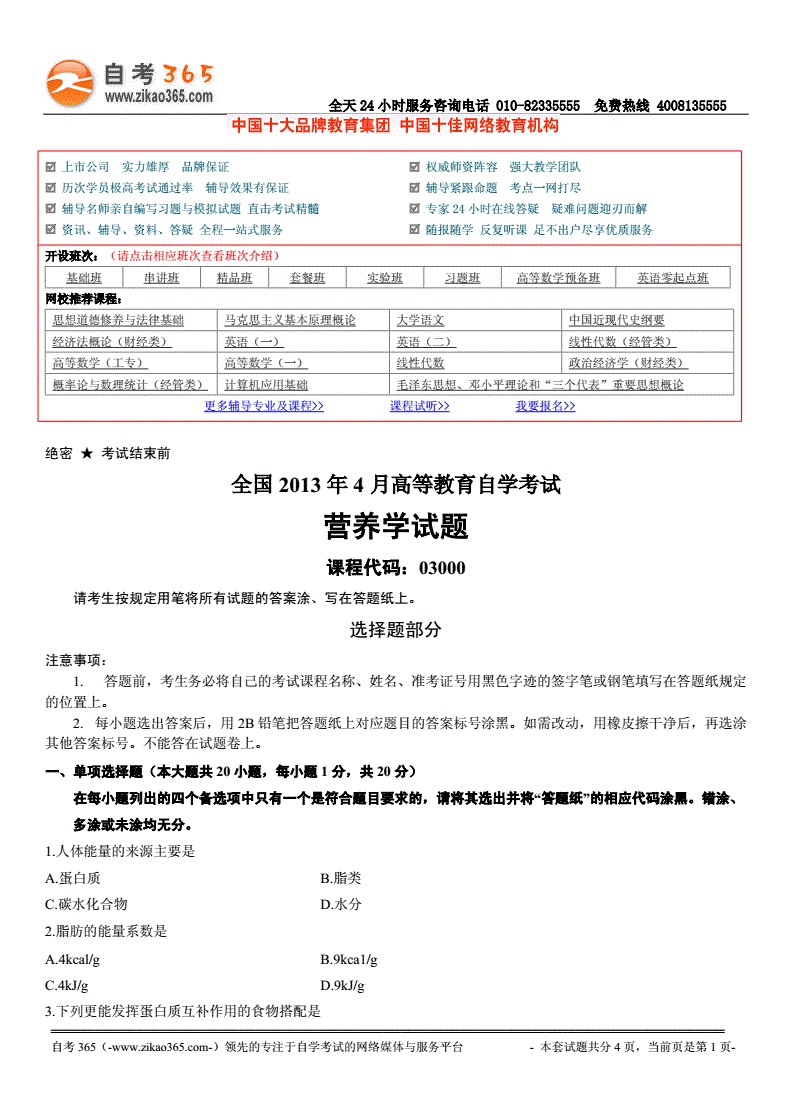 自考365
www.zikao365.com
全天 24 小时服务咨询电话 010-82335555 免费热线 4008135555
中国十大品牌教育集团 中国十佳网络教育机构
上市公司 实力雄厚 品牌保证 权威师资阵容 强大教学团队
历次学员极高考试通过率 辅导效果有保证 辅导紧跟命题 考点一网打尽
辅导名师亲自编写习题与模拟试题 直击考试精髓 专家 24 小时在线答疑 疑难问题迎刃而解
资讯、辅导、资料、答疑 全程一站式服务 随报随学 反复听课 足不出户尽享优质服务
开设班次：（请点击相应班次查看班次介绍）
基础班 串讲班 精品班 套餐班 实验班 习题班 高等数学预备班 英语零起点班
网校推荐课程：
思想道德修养与法律基础 马克思主义基本原理概论 大学语文 中国近现代史纲要
经济法概论（财经类） 英语（一） 英语（二） 线性代数（经管类）
高等数学（工专） 高等数学（一） 线性代数 政治经济学（财经类）
概率论与数理统计（经管类） 计算机应用基础 毛泽东思想、邓小平理论和“三个代表”重要思想概论
更多辅导专业及课程>> 课程试听>> 我要报名>>
绝密 ★ 考试结束前
全国 2013 年 4 月高等教育自学考试
营养学试题
课程代码：03000
请考生按规定用笔将所有试题的答案涂、写在答题纸上。
选择题部分
注意事项：
1. 答题前，考生务必将自己的考试课程名称、姓名、准考证号用黑色字迹的签字笔或钢笔填写在答题纸规定
的位置上。
2. 每小题选出答案后，用 2B 铅笔把答题纸上对应题目的答案标号涂黑。如需改动，用橡皮擦干净后，再选涂
其他答案标号。不能答在试题卷上。
一、单项选择题（本大题共 20 小题，每小题 1 分，共 20 分）
在每小题列出的四个备选项中只有一个是符合题目要求的，请将其选出并将“答题纸”的相应代码涂黑。错涂、
多涂或未涂均无分。
1.人体能量的来源主要是
A.蛋白质 B.脂类
C.碳水化合物 D.水分
2.脂肪的能量系数是
A.4kcal/g B.9kca1/g
C.4kJ/g D.9kJ/g
3.下列更能发挥蛋白质互补作用的食物搭配是
自考 365（-www.zikao365.com-）领先的专注于自学考试的网络媒体与服务平台 - 本套试题共分 4 页，当前页是第 1 页-